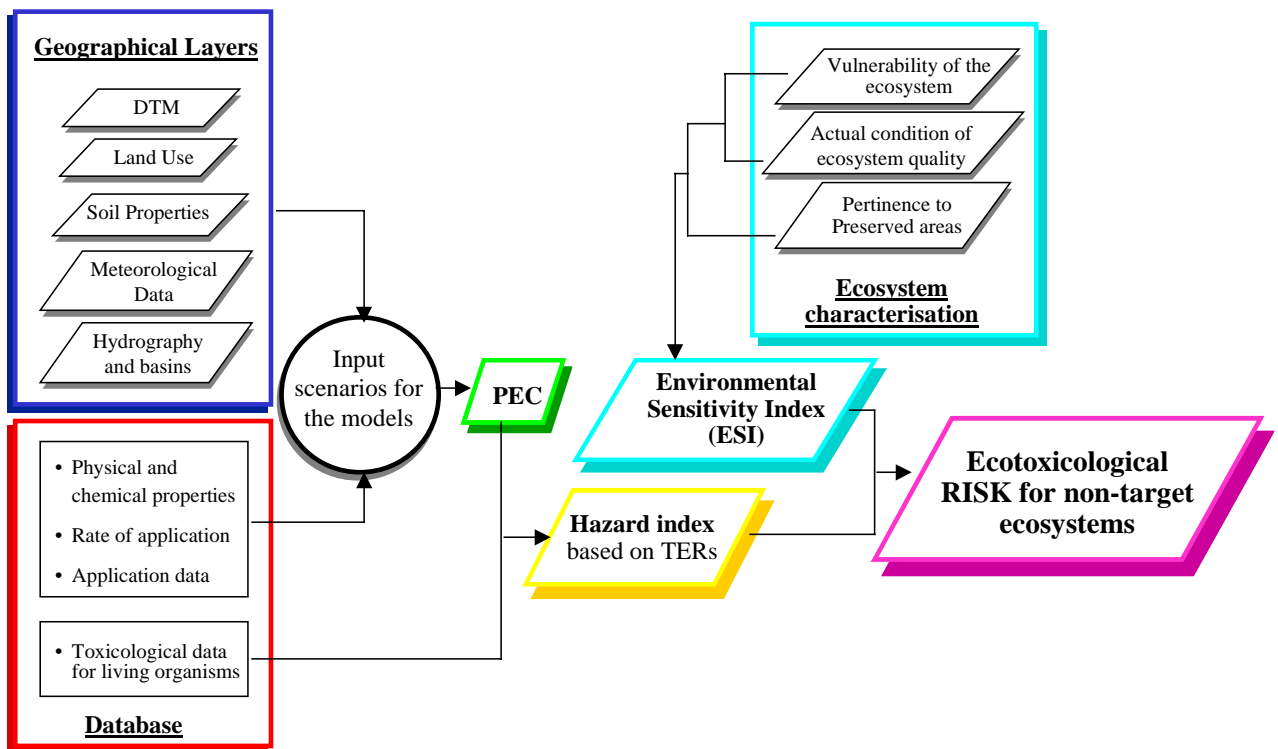 Geographical Layers
DTM
Land Use
Soil Properties
Meteorological
Data
Hydrography
and basins
• Physical and
chemical properties
• Rate of application
• Application data
• Toxicological data
for living organisms
Database
Input
scenarios for
the models
PEC
Vulnerability of the
ecosystem
Actual condition of
ecosystem quality
Pertinence to
Preserved areas
Ecosystem
characterisation
Environmental
Sensitivity Index
(ESI)
Hazard index
based on TERs
Ecotoxicological
RISK for non-target
ecosystems